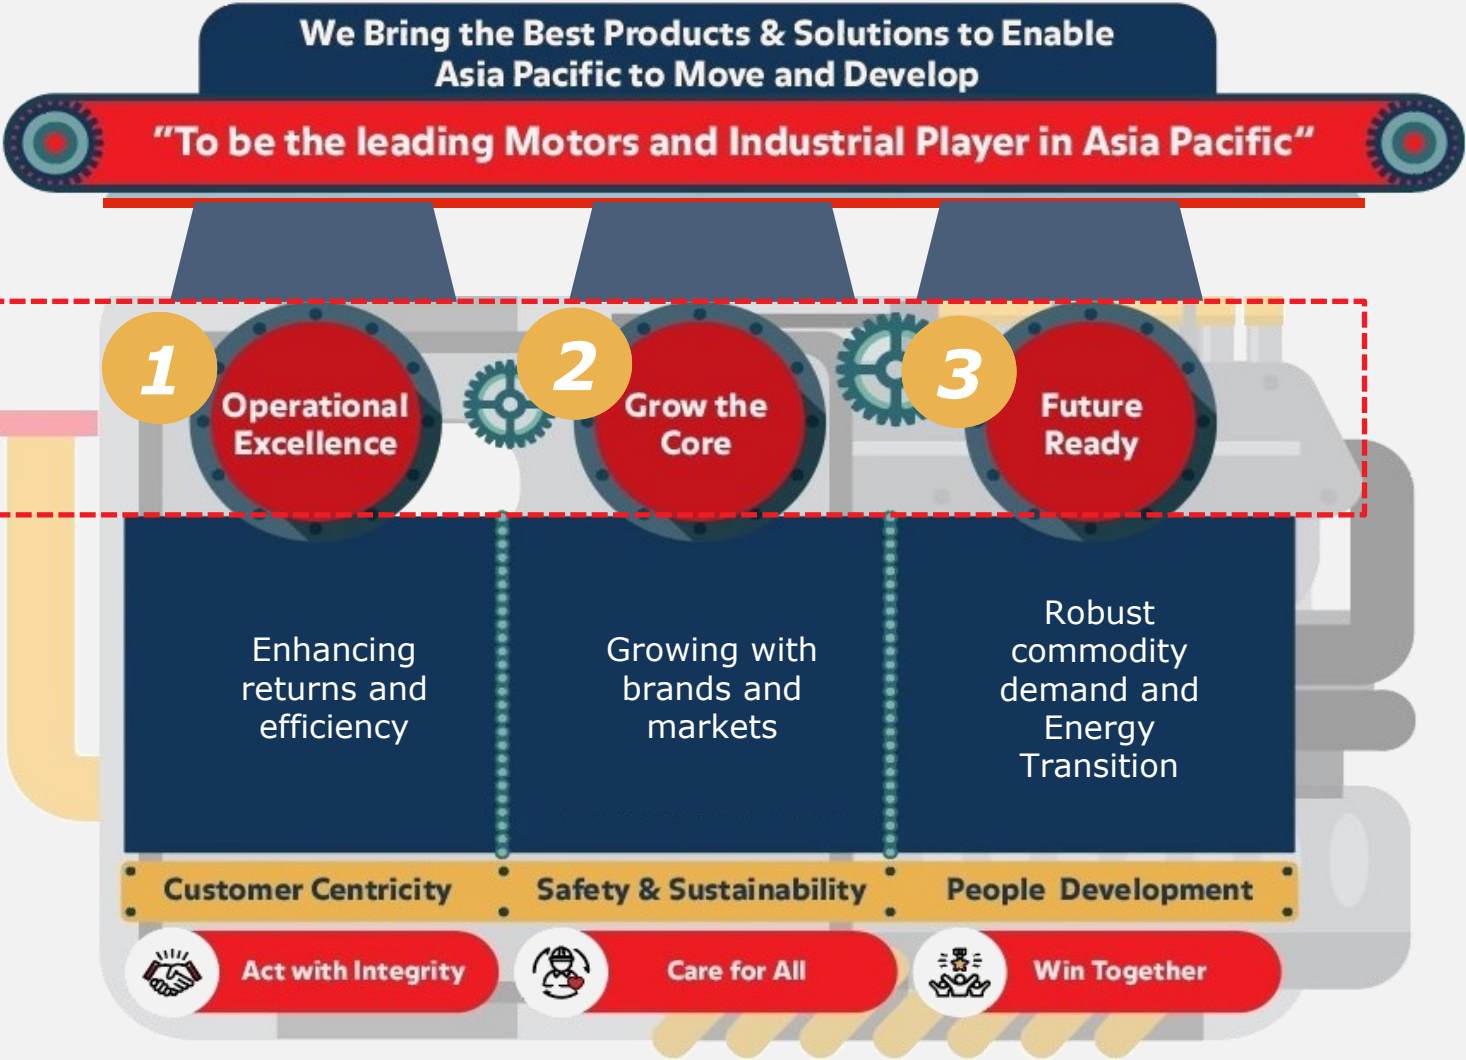 We Bring the Best Products & Solutions to Enable
Asia Pacific to Move and Develop
"To be the leading Motors and Industrial Player in Asia Pacific"
1
Operational
Excellence
2
Grow the
Core
3
Future
Ready
Enhancing
returns and
efficiency
Growing with
brands and
markets
Robust
commodity
demand and
Energy
Transition
Customer Centricity
Safety & Sustainability
People Development
Act with Integrity
Care for All
Win Together